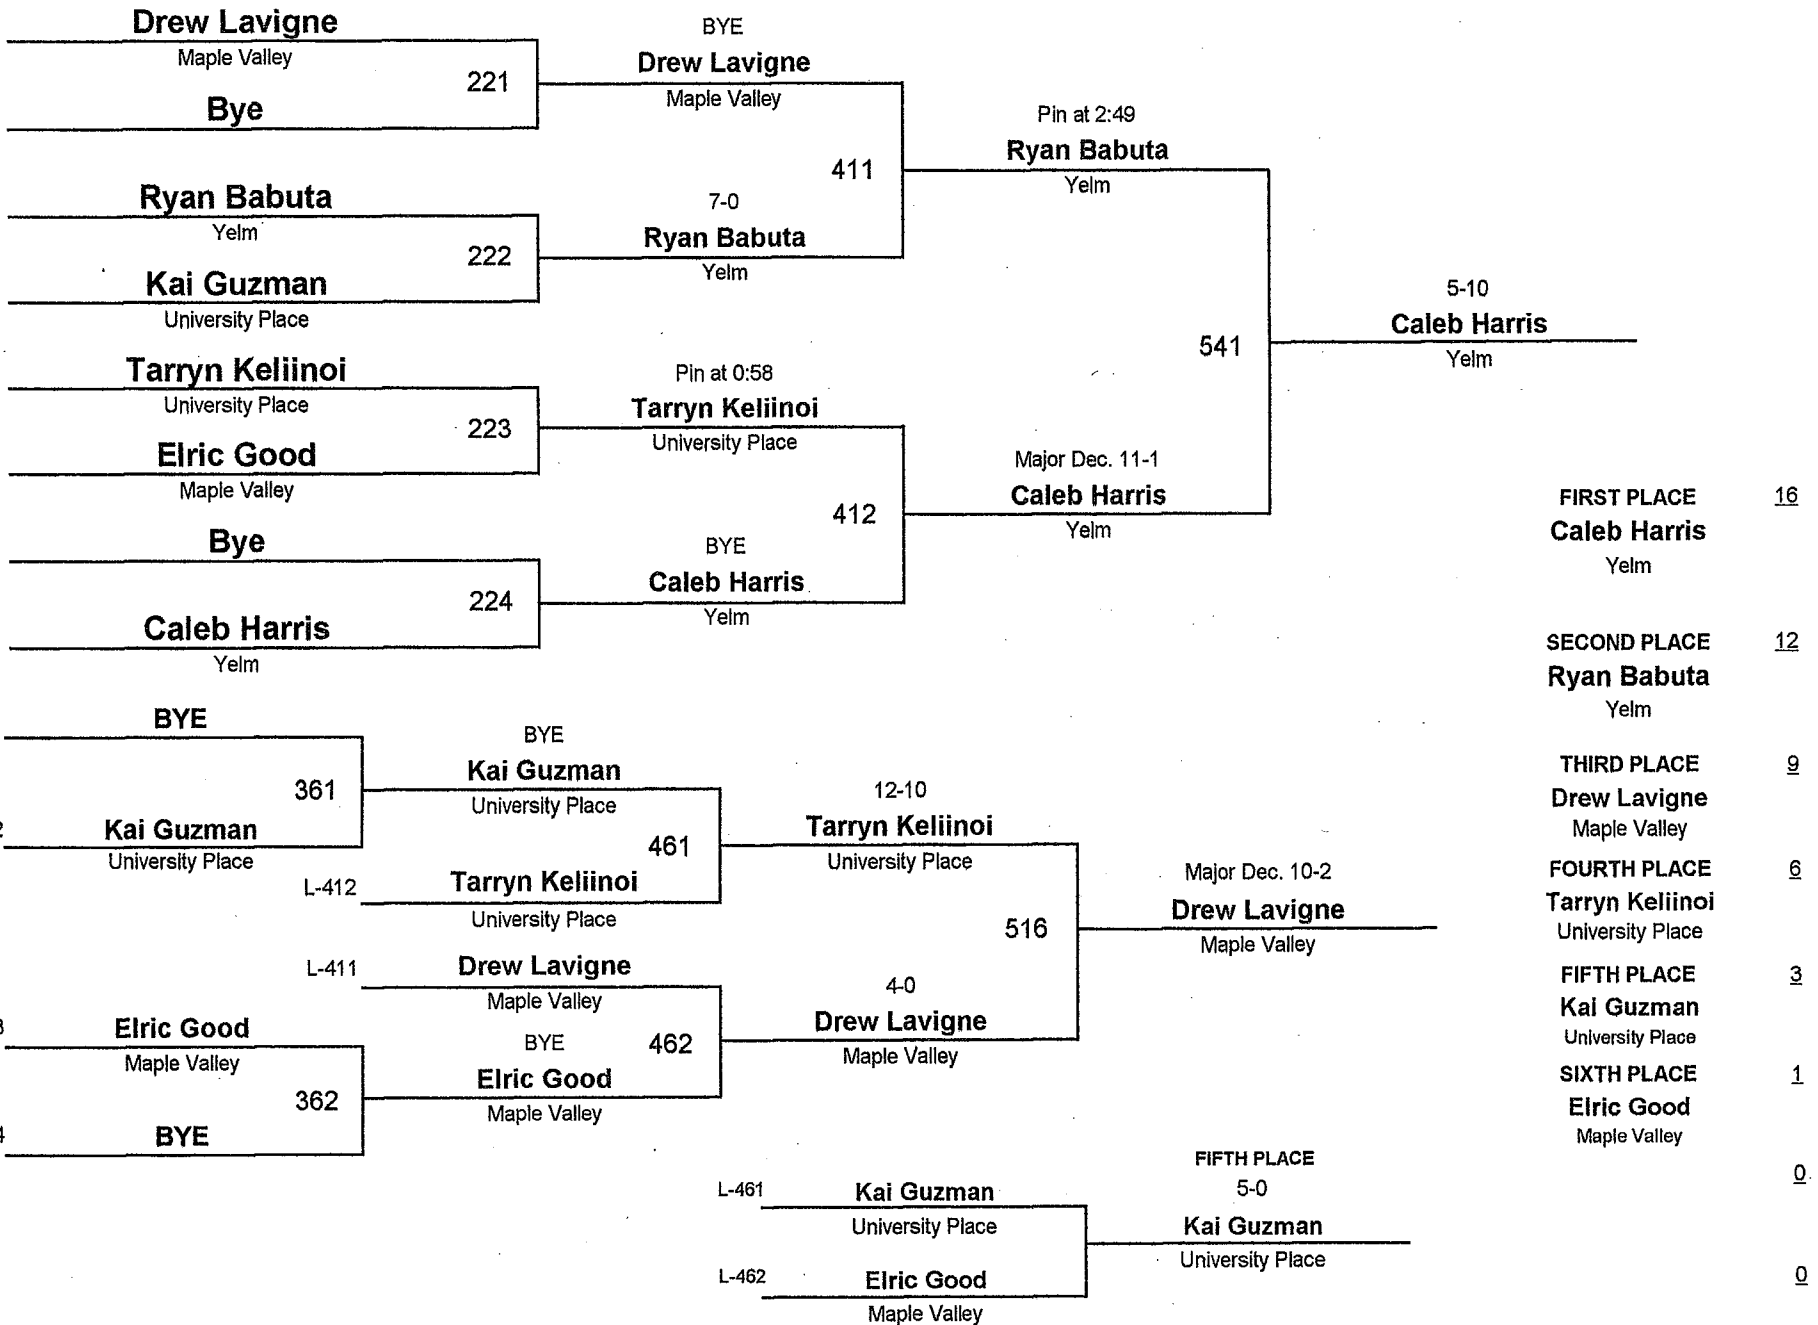 Drew Lavigne
Maple Valley
221
Bye
Ryan Babuta
Yelm
222
Kai Guzman
University Place
Tarryn Keliinoi
University Place
223
Elric Good
Maple Valley
Bye
224
Caleb Harris
Yelm
BYE
Drew Lavigne
Maple Valley
411
7-0
Ryan Babuta
Yelm
Pin at 0:58
Tarryn Keliinoi
University Place
412
BYE
Caleb Harris
Yelm
Pin at 2:49
Ryan Babuta
Yelm
541
Major Dec. 11-1
Caleb Harris
Yelm
5-10
Caleb Harris
Yelm
BYE
361
2
Kai Guzman
University Place
BYE
Kai Guzman
University Place
461
L-412
Tarryn Keliinoi
University Place
L-411
Drew Lavigne
Maple Valley
462
3
Elric Good
Maple Valley
362
4
BYE
BYE
Elric Good
Maple Valley
12-10
Tarryn Keliinoi
University Place
516
4-0
Drew Lavigne
Maple Valley
Major Dec. 10-2
Drew Lavigne
Maple Valley
L-461
Kai Guzman
University Place
L-462
Elric Good
Maple Valley
FIFTH PLACE
5-0
Kai Guzman
University Place
FIRST PLACE 16
Caleb Harris
Yelm
SECOND PLACE 12
Ryan Babuta
Yelm
THIRD PLACE 9
Drew Lavigne
Maple Valley
FOURTH PLACE 6
Tarryn Keliinoi
University Place
FIFTH PLACE 3
Kai Guzman
University Place
SIXTH PLACE 1
Elric Good
Maple Valley
0
0